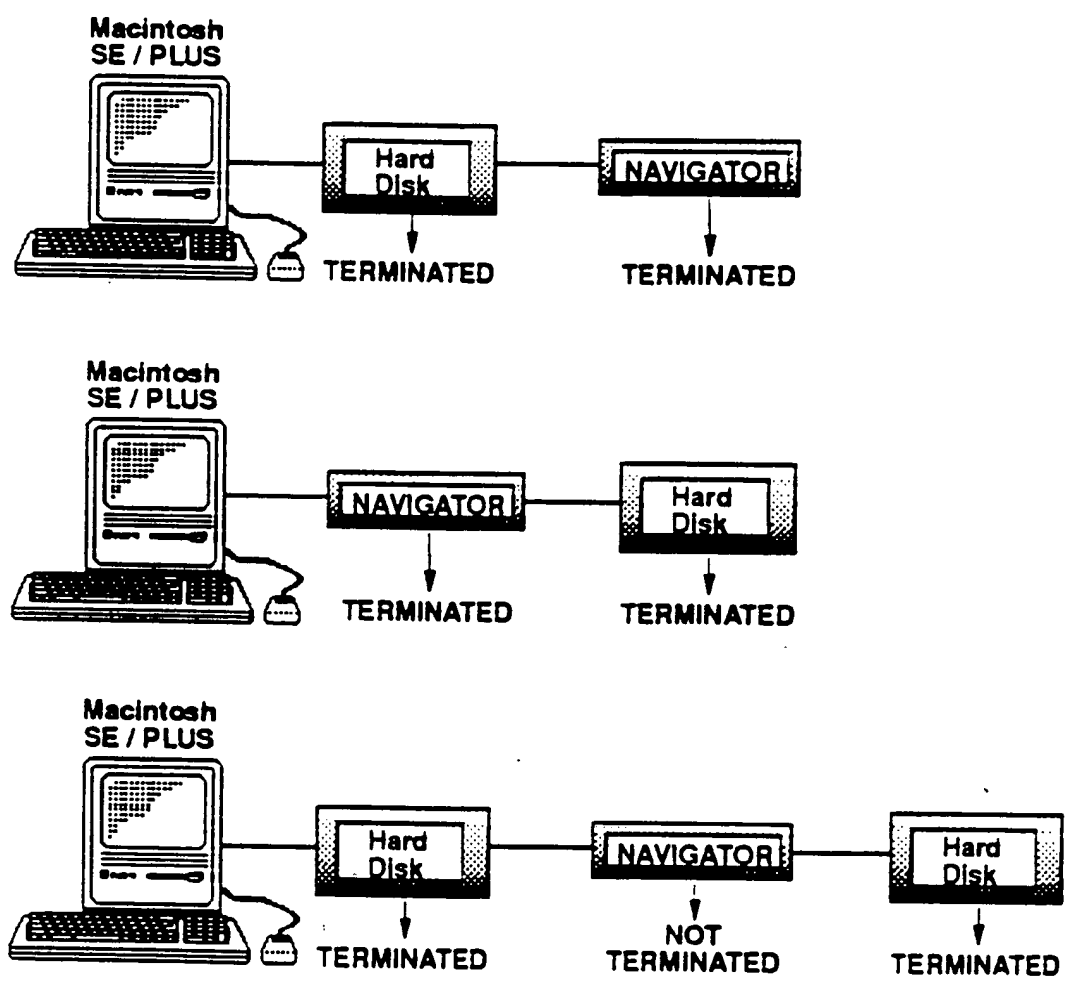 Macintosh
SE / PLUS
Hard
Disk
NAVIGATOR
TERMINATED
TERMINATED
Macintosh
SE / PLUS
NAVIGATOR
Hard
Disk
TERMINATED
TERMINATED
Macintosh
SE / PLUS
Hard
Disk
NAVIGATOR
Hard
Disk
TERMINATED
NOT
TERMINATED
TERMINATED